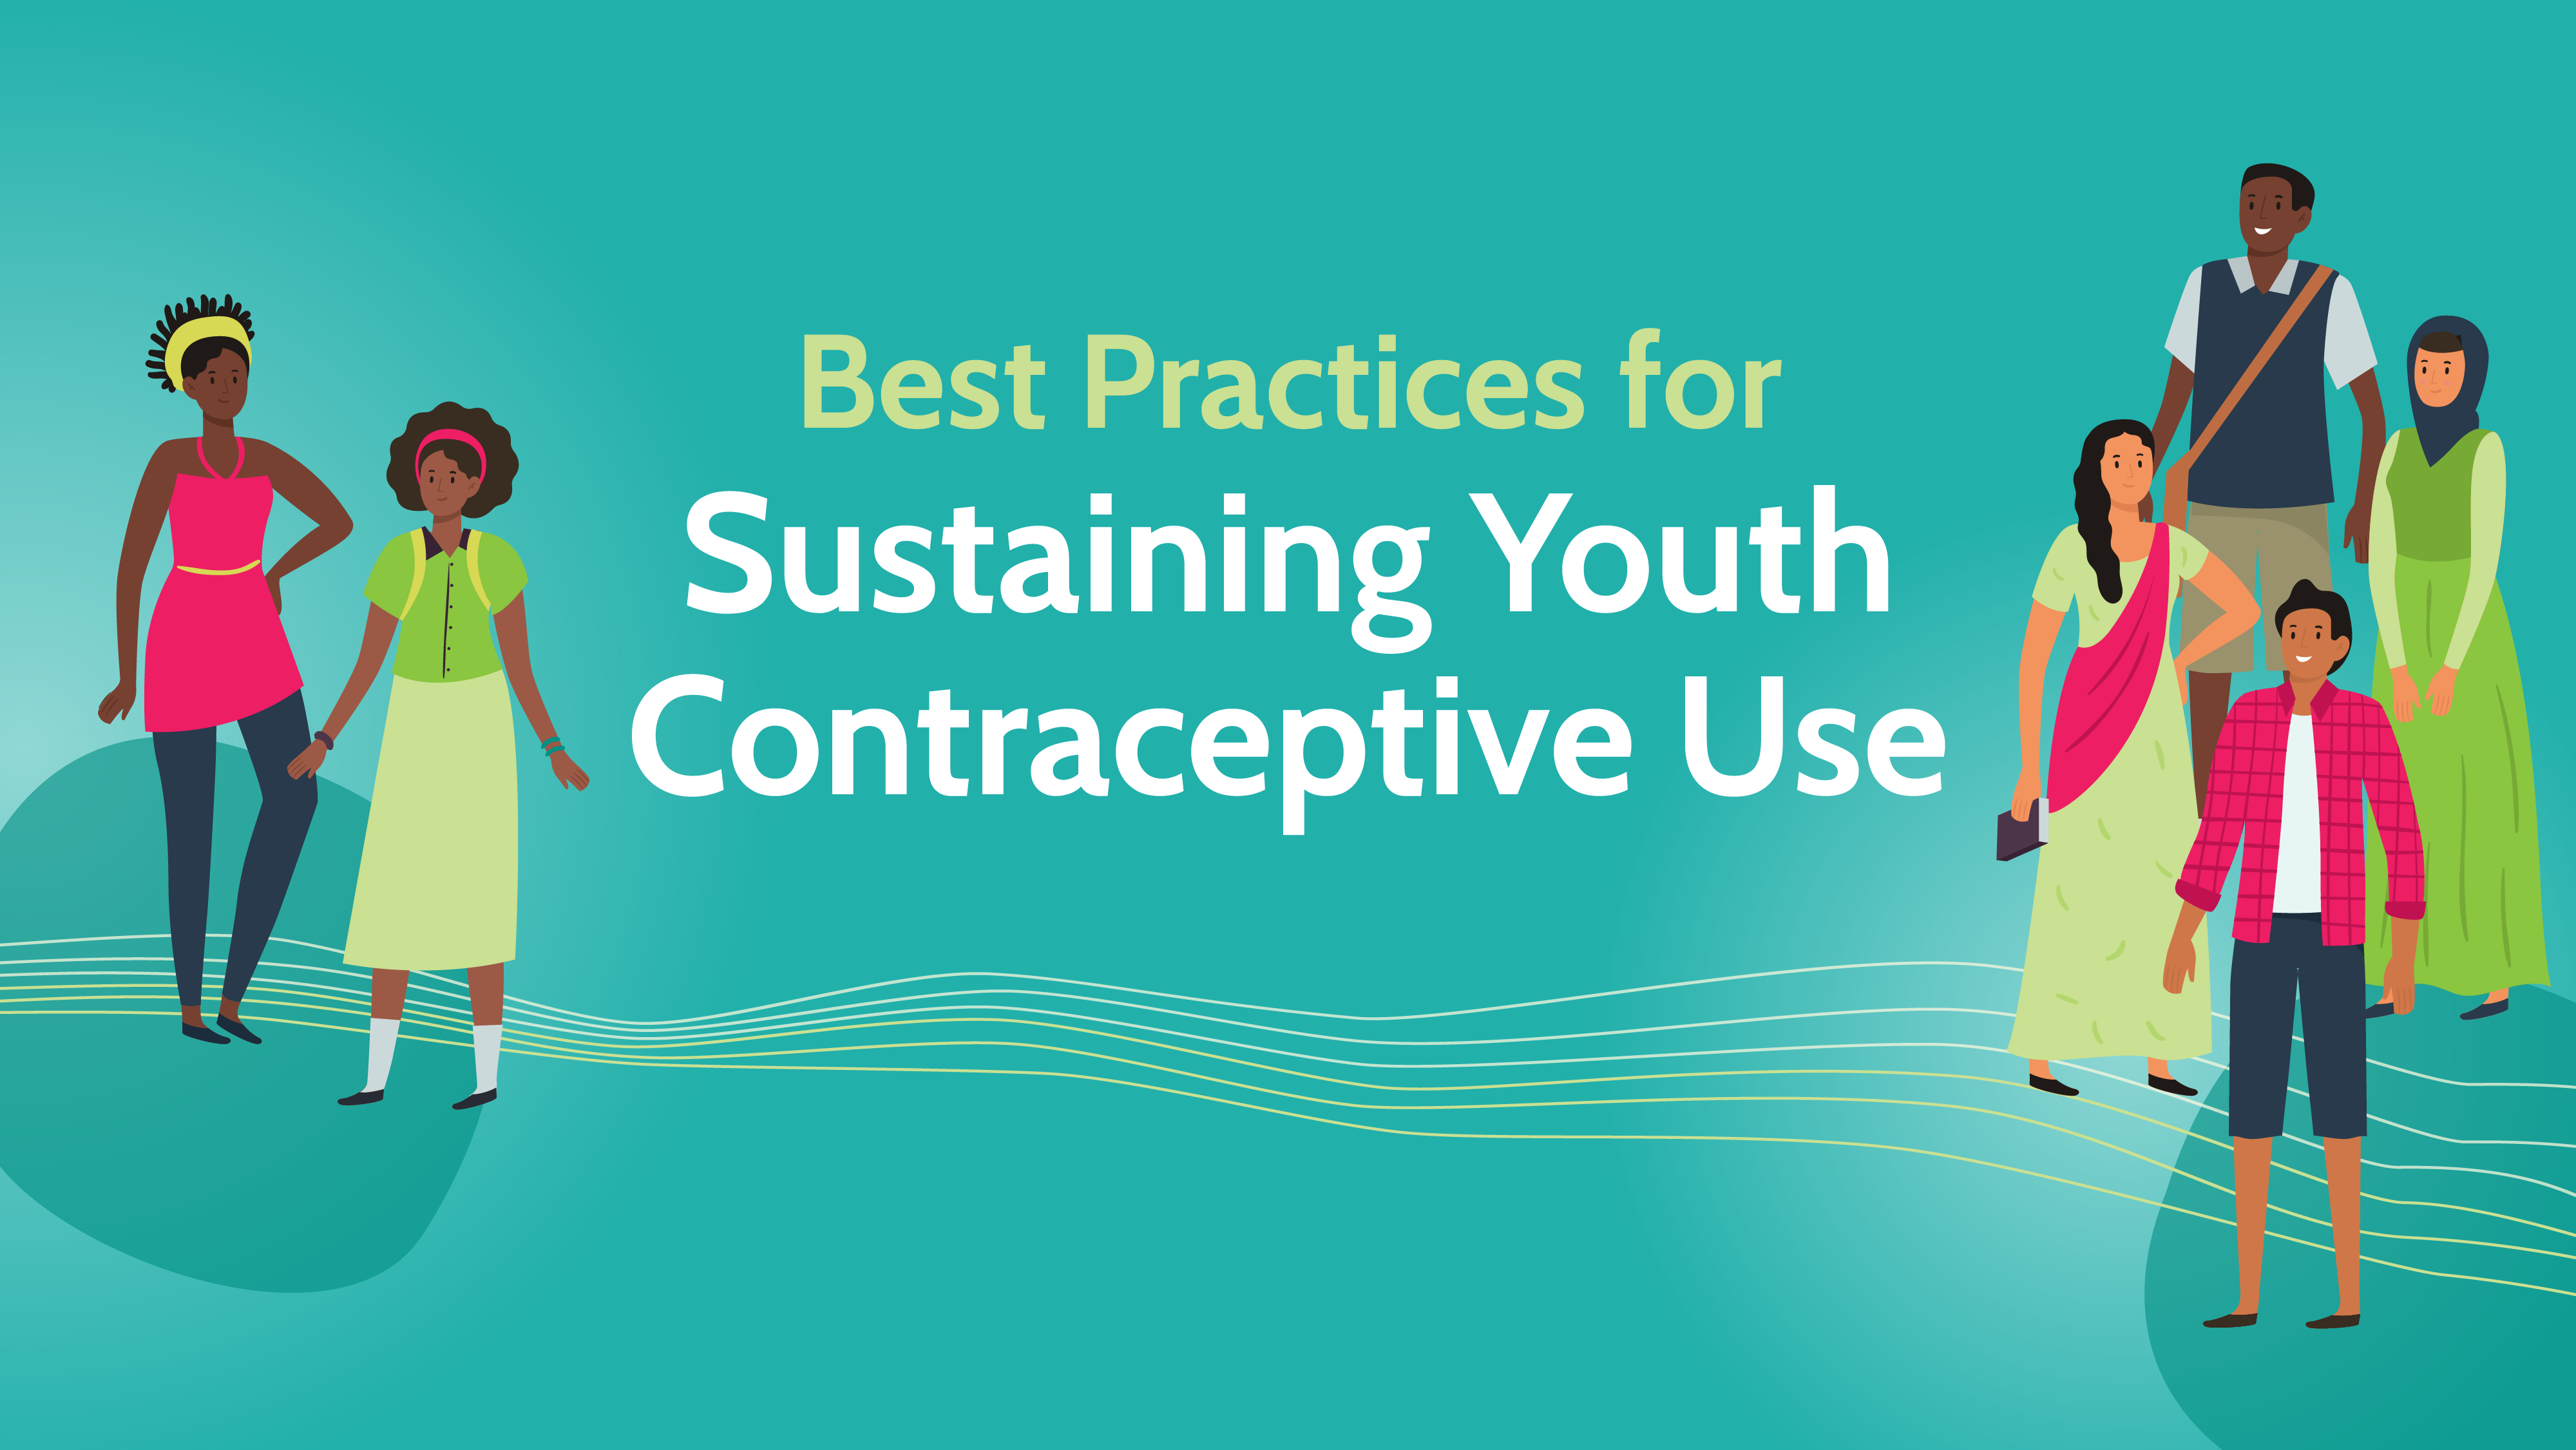 Best Practices for
Sustaining Youth
Contraceptive Use